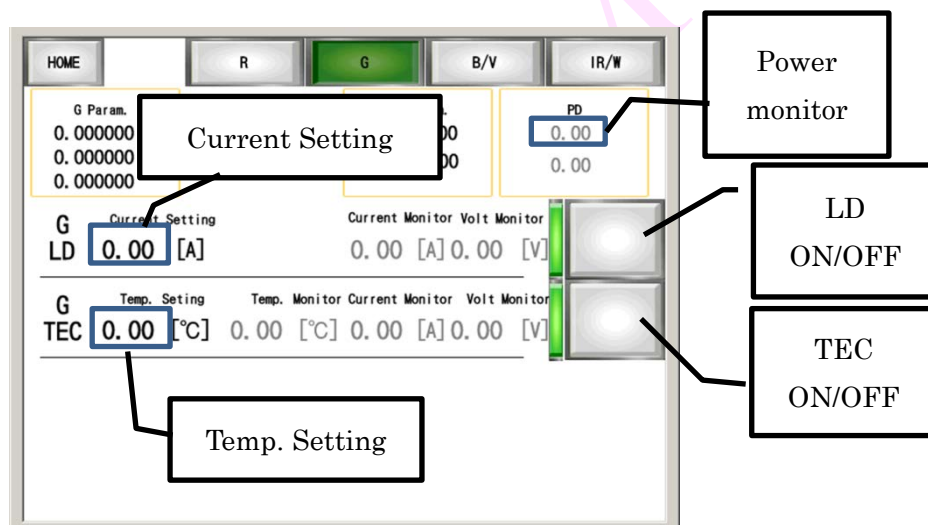 HOME R G B/V IR/W
Power
monitor
G Param.
PD
0.000000
0.00
0.000000
0.00
0.000000
Current Setting
G Current Setting Current Monitor Volt Monitor
LD 0.00 [A] 0.00 [A] 0.00 [V]
LD
ON/OFF
G Temp. Seting Temp. Monitor Current Monitor Volt Monitor
TEC 0.00 [℃] 0.00 [℃] 0.00 [A] 0.00 [V]
TEC
ON/OFF
Temp. Setting